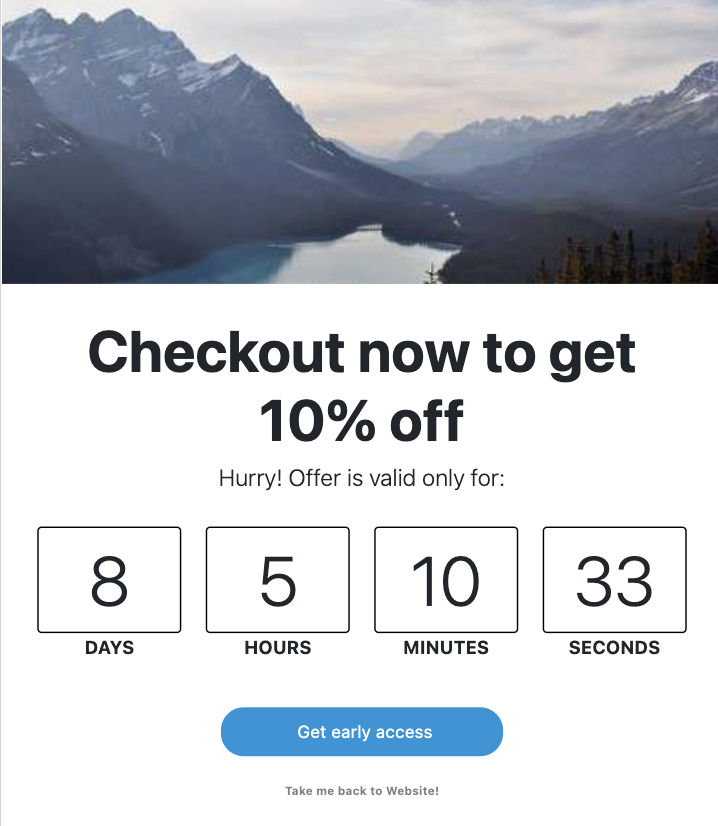 Checkout now to get
10% off
Hurry! Offer is valid only for:
8 5 10 33
DAYS HOURS MINUTES SECONDS
Get early access
Take me back to Website!